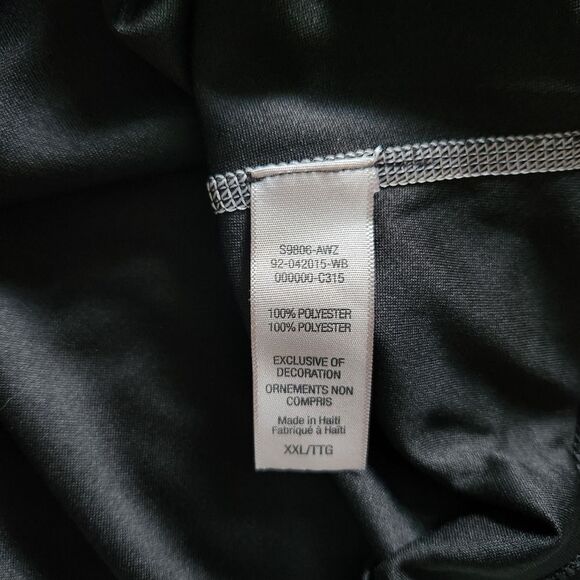 S9806-AWZ
92-042015-WB
000000-C315
100% POLYESTER
100% POLYESTER
EXCLUSIVE OF
DECORATION
ORNEMENTS NON
COMPRIS
Made in Haiti
Fabriqué à Haïti
XXL/TTG